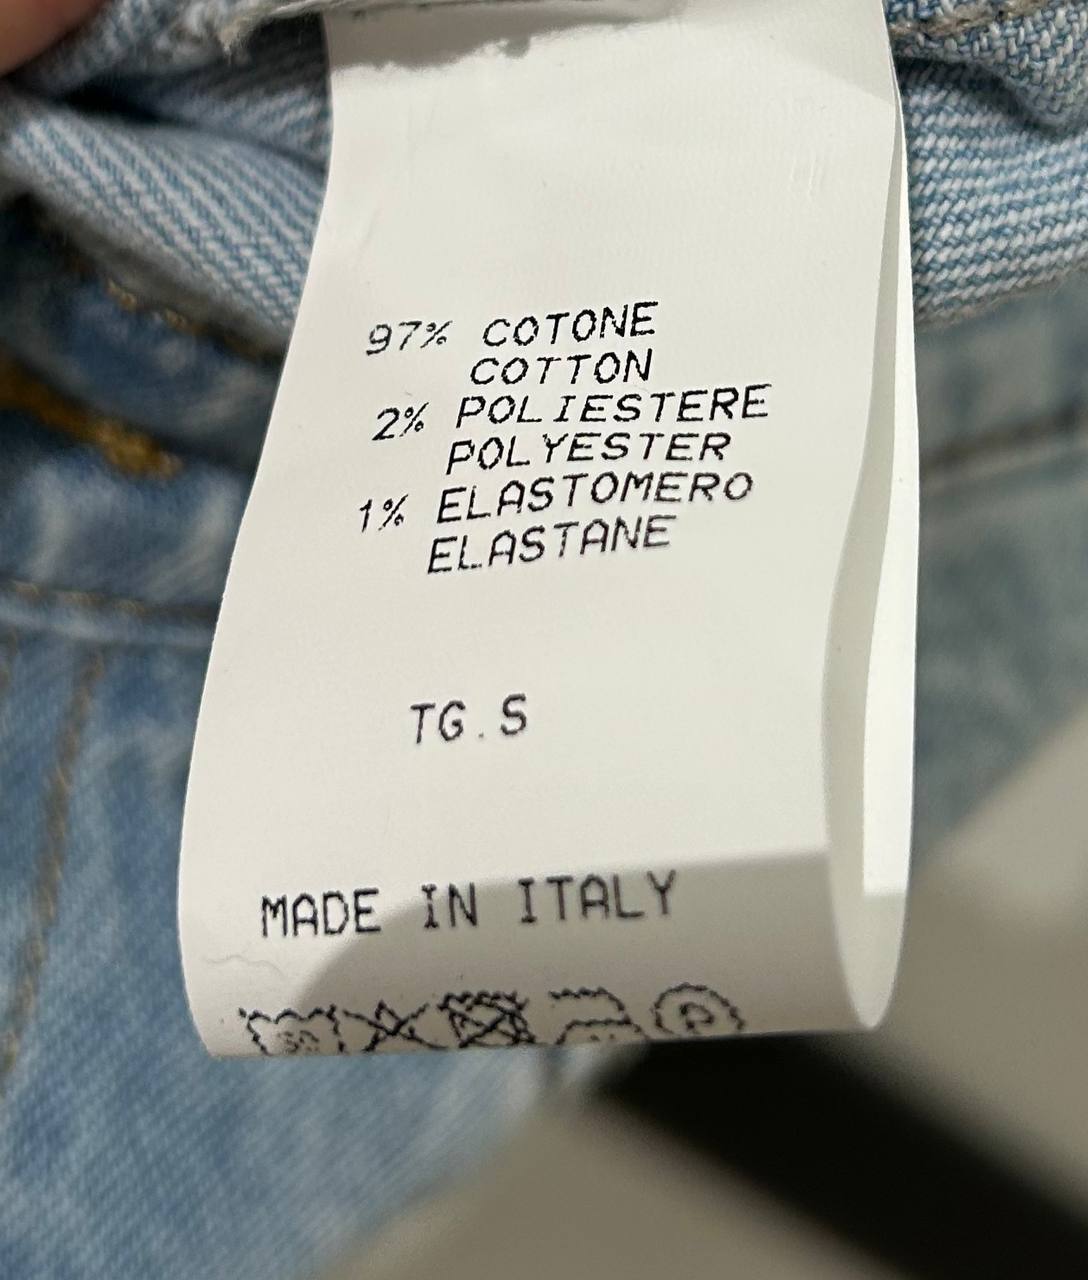 97% COTONE
COTTON
2% POLIESTERE
POLYESTER
1% ELASTOMERO
ELASTANE
TG.S
MADE IN ITALY
P